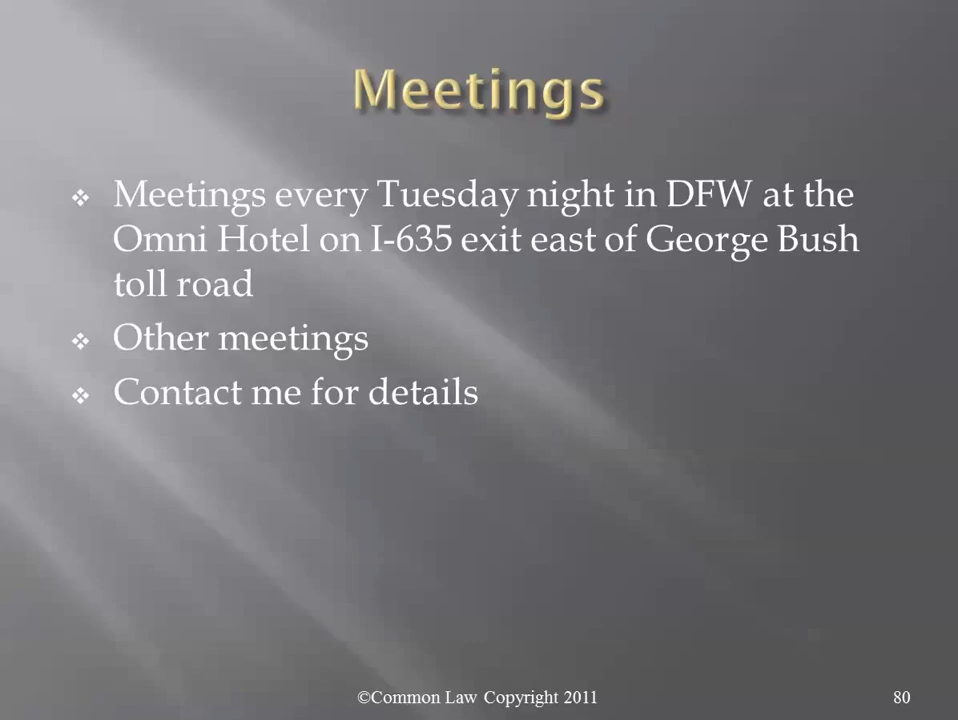 Meetings
❖ Meetings every Tuesday night in DFW at the
Omni Hotel on I-635 exit east of George Bush
toll road
❖ Other meetings
❖ Contact me for details
©Common Law Copyright 2011
80